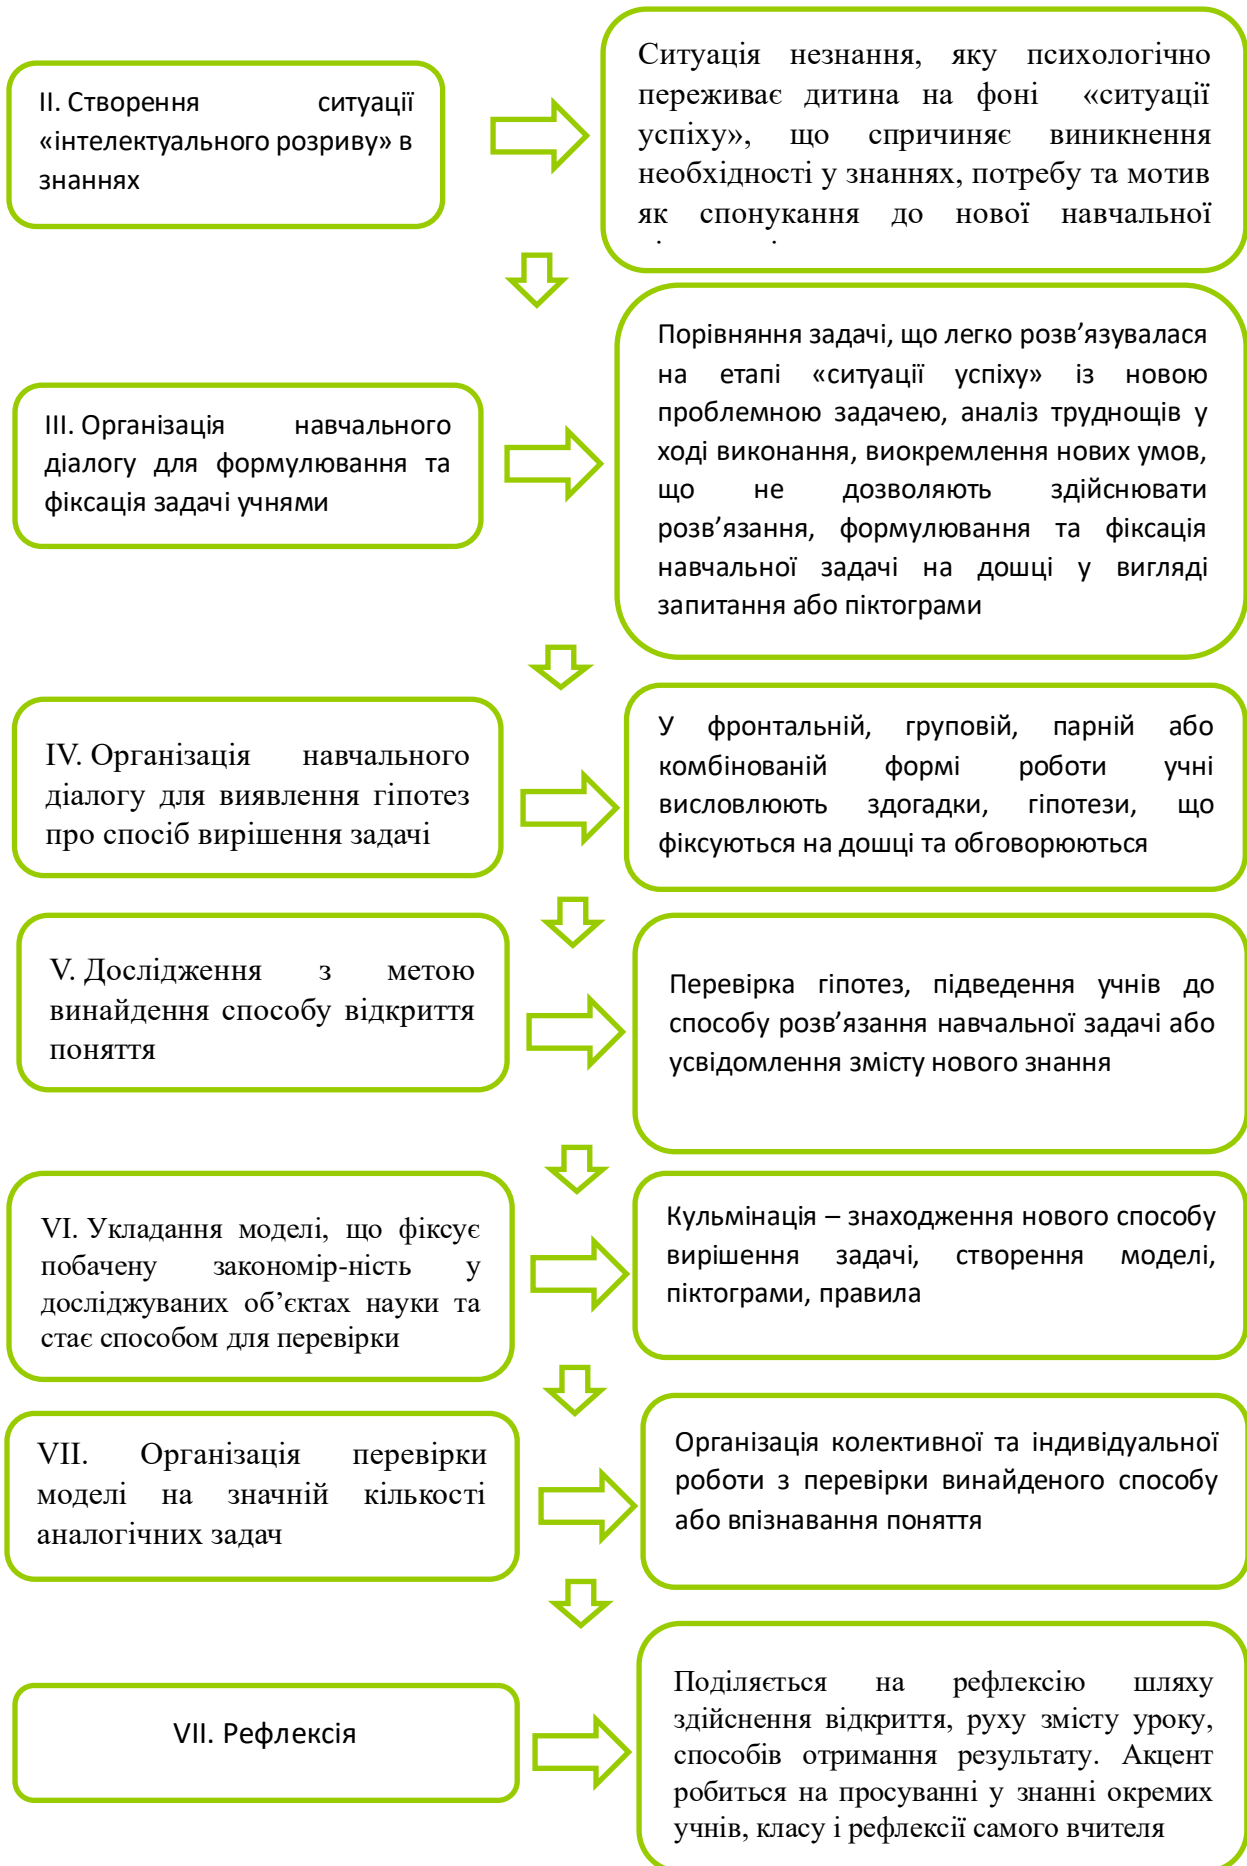 II. Створення ситуації
«інтелектуального розриву» в
знаннях
Ситуація незнання, яку психологічно
переживає дитина на фоні «ситуації
успіху», що спричиняє виникнення
необхідності у знаннях, потребу та мотив
як спонукання до нової навчальної
III. Організація навчального
діалогу для формулювання та
фіксація задачі учнями
Порівняння задачі, що легко розв’язувалася
на етапі «ситуації успіху» із новою
проблемною задачею, аналіз труднощів у
ході виконання, виокремлення нових умов,
що не дозволяють здійснювати
розв’язання, формулювання та фіксація
навчальної задачі на дошці у вигляді
запитання або піктограми
IV. Організація навчального
діалогу для виявлення гіпотез
про спосіб вирішення задачі
У фронтальній, груповій, парній або
комбінованій формі роботи учні
висловлюють здогадки, гіпотези, що
фіксуються на дошці та обговорюються
V. Дослідження з метою
винайдення способу відкриття
поняття
Перевірка гіпотез, підведення учнів до
способу розв’язання навчальної задачі або
усвідомлення змісту нового знання
VI. Укладання моделі, що фіксує
побачену закономір-ність у
досліджуваних об’єктах науки та
стає способом для перевірки
Кульмінація – знаходження нового способу
вирішення задачі, створення моделі,
піктограми, правила
VII. Організація перевірки
моделі на значній кількості
аналогічних задач
Організація колективної та індивідуальної
роботи з перевірки винайденого способу
або впізнавання поняття
VII. Рефлексія
Поділяється на рефлексію шляху
здійснення відкриття, руху змісту уроку,
способів отримання результату. Акцент
робиться на просуванні у знанні окремих
учнів, класу і рефлексії самого вчителя